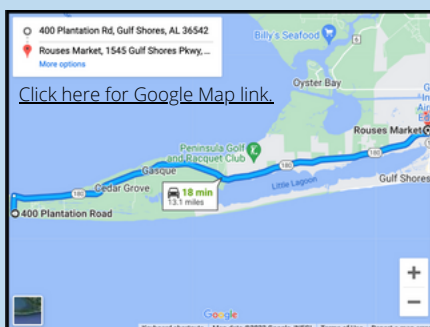 400 Plantation Rd, Gulf Shores, AL 36542
Rouses Market, 1545 Gulf Shores Pkwy,...
More options
Click here for Google Map link.
Billy's Seafood
Oyster Bay
Rouses Market
Peninsula Golf
and Racquet Club
180
Gulf Shores
Gasque
180
Little Lagoon
180
Cedar Grove
18 min
13.1 miles
400 Plantation Road
+
−
Google